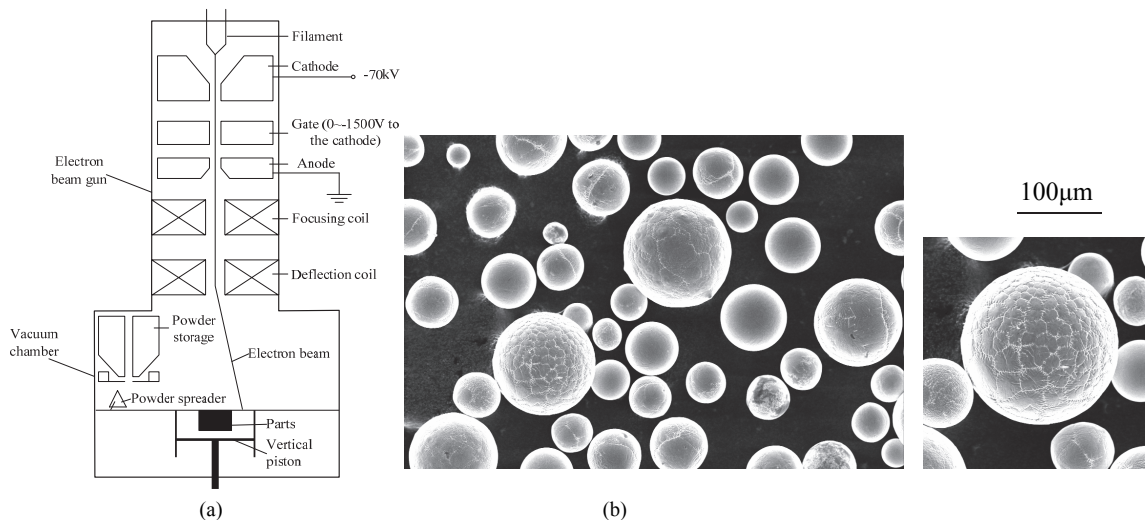 Filament
Cathode
-70kV
Gate (0~-1500V to
the cathode)
Anode
Electron
beam gun
Focusing coil
Deflection coil
Powder
storage
Vacuum
chamber
Electron beam
Powder spreader
Parts
Vertical
piston
100μm
(a)
(b)